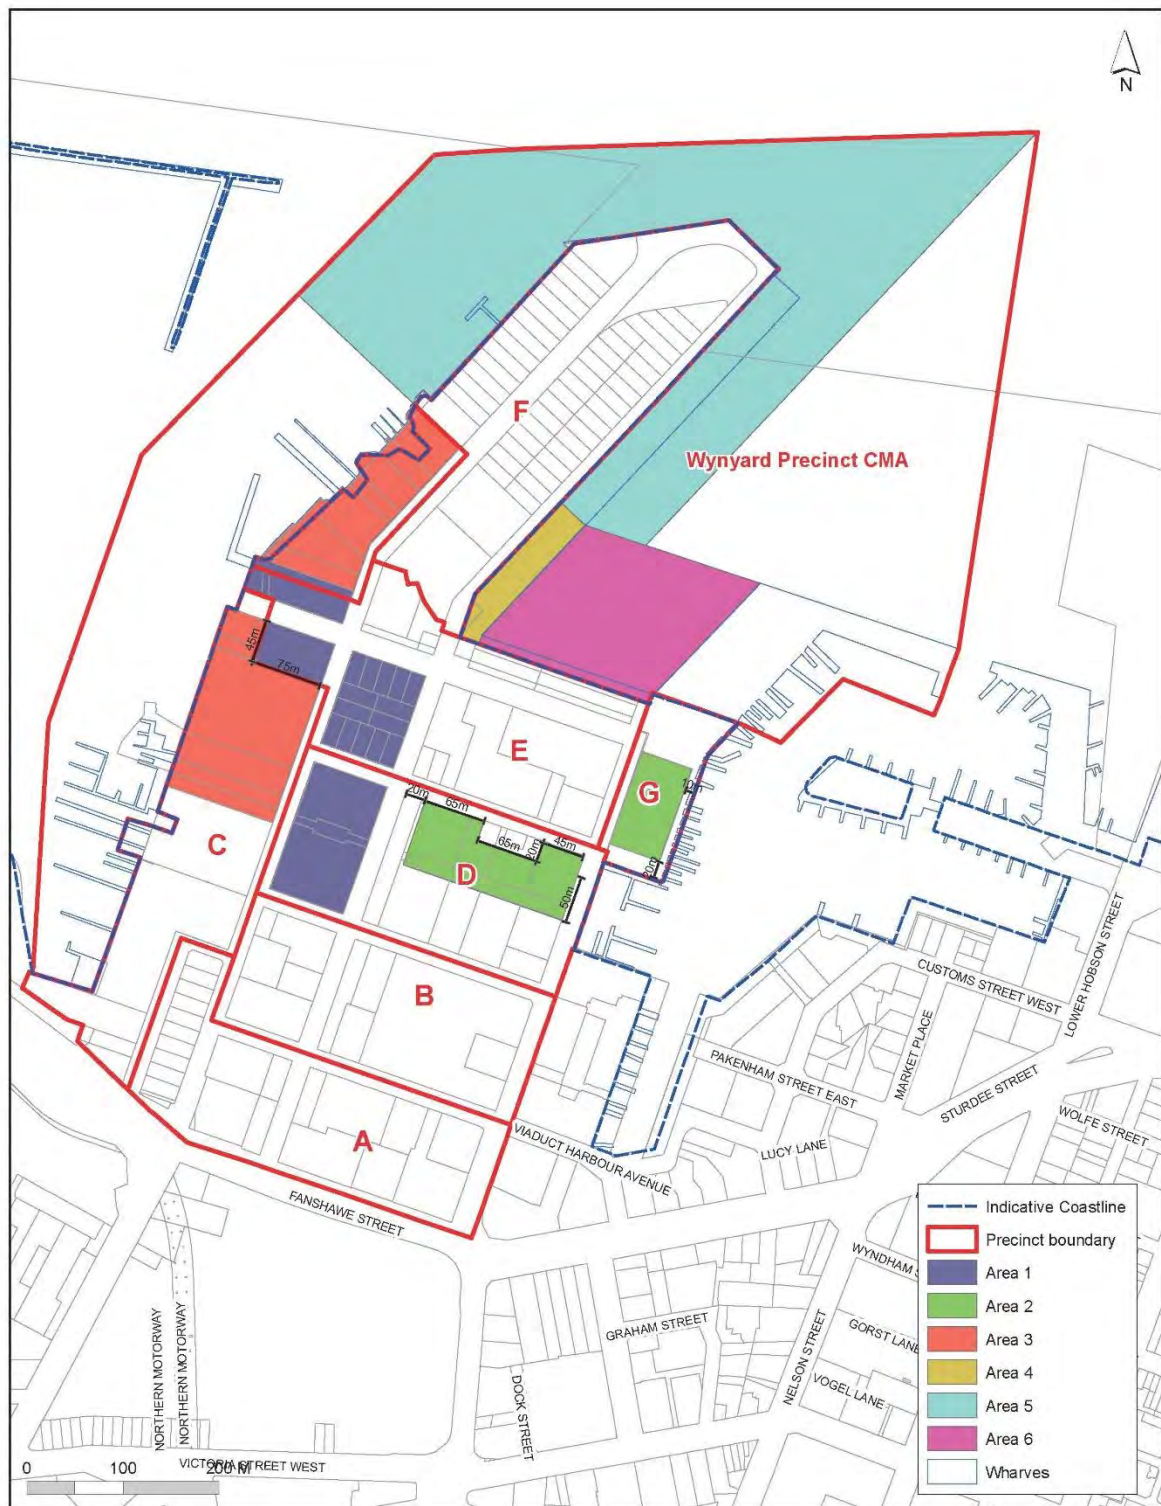 N
F
Wynyard Precinct CMA
45m
75m
E
G
10
20m
65m
65m
20m
45m
20m
C
D
50m
B
A
CUSTOMS STREET WEST
LOWER HOBSON STREET
MARKET PLACE
PAKENHAM STREET EAST
STURDEE STREET
WOLFE STREET
LUCY LANE
VIADUCT HARBOUR AVENUE
FANSHAWE STREET
NORTHERN MOTORWAY
NORTHERN MOTORWAY
GRAHAM STREET
DOCK STREET
NELSON STREET
WYNDHAM S
GORST LANE
VOGEL LANE
VICTORIA STREET WEST
0 100 200 M
Indicative Coastline
Precinct boundary
Area 1
Area 2
Area 3
Area 4
Area 5
Area 6
Wharves